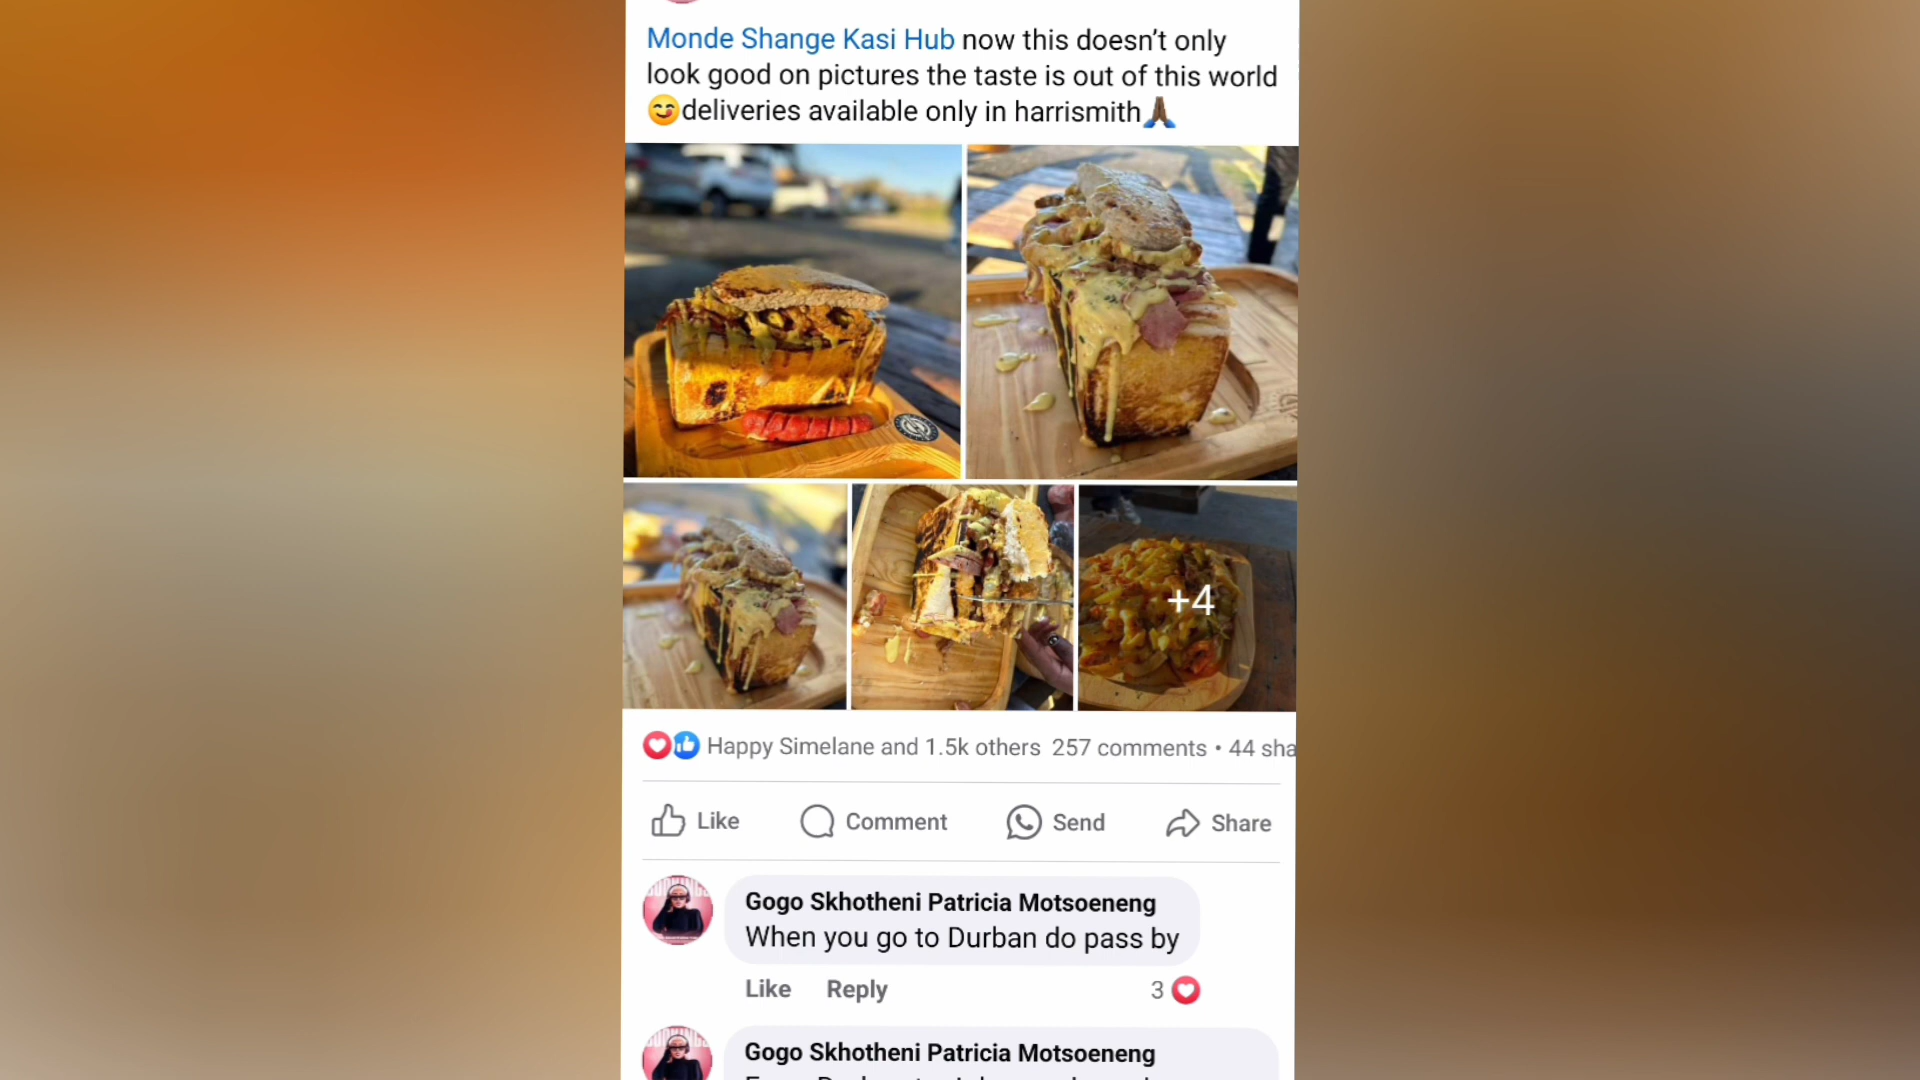 Monde Shange Kasi Hub now this doesn't only
look good on pictures the taste is out of this world
😋deliveries available only in harrismith🙏🏾
+4
Happy Simelane and 1.5k others 257 comments • 44 sha
Like Comment Send Share
Gogo Skhotheni Patricia Motsoeneng
When you go to Durban do pass by
Like Reply 3
Gogo Skhotheni Patricia Motsoeneng